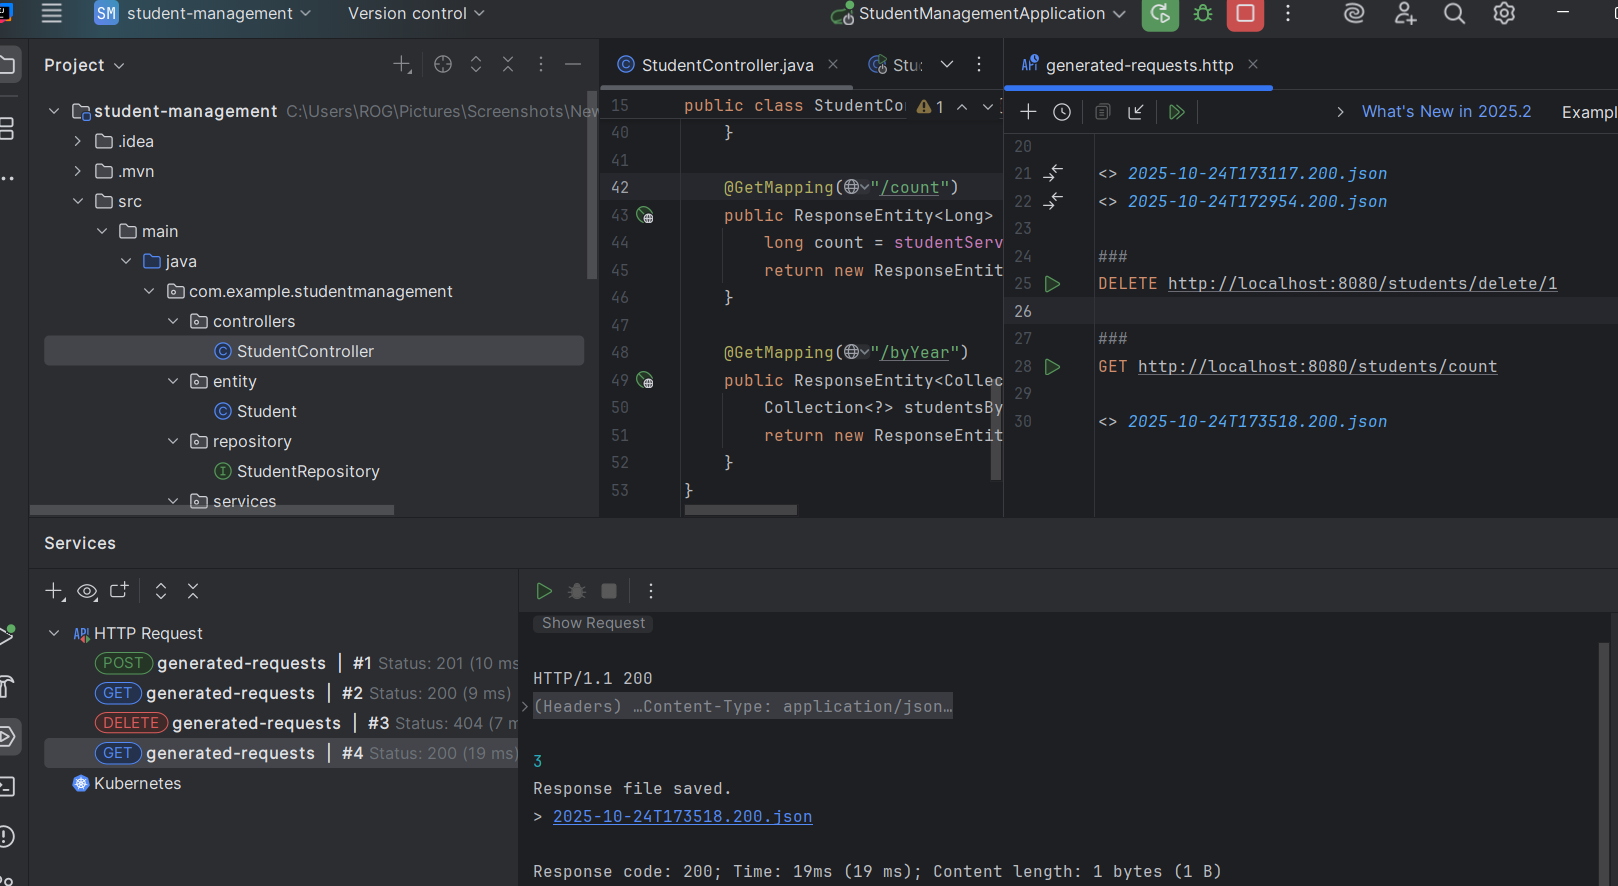 SM student-management Version control StudentManagementApplication
Project
student-management C:\Users\ROG\Pictures\Screenshots\New
.idea
.mvn
src
main
java
com.example.studentmanagement
controllers
StudentController
entity
Student
repository
StudentRepository
services
StudentController.java
Stu
15 public class StudentCo 1
40 }
41
42 @GetMapping("/count")
43 public ResponseEntity<Long>
44 long count = studentServ
45 return new ResponseEntit
46 }
47
48 @GetMapping("/byYear")
49 public ResponseEntity<Collec
50 Collection<?> studentsBy
51 return new ResponseEntit
52 }
53 }
API generated-requests.http
What's New in 2025.2 Exampl
20
21 <> 2025-10-24T173117.200.json
22 <> 2025-10-24T172954.200.json
23
24 ###
25 DELETE http://localhost:8080/students/delete/1
26
27 ###
28 GET http://localhost:8080/students/count
29
30 <> 2025-10-24T173518.200.json
Services
API HTTP Request
POST generated-requests | #1 Status: 201 (10 ms
GET generated-requests | #2 Status: 200 (9 ms)
DELETE generated-requests | #3 Status: 404 (7 m
GET generated-requests | #4 Status: 200 (19 ms)
Kubernetes
Show Request
HTTP/1.1 200
(Headers) …Content-Type: application/json…
3
Response file saved.
> 2025-10-24T173518.200.json
Response code: 200; Time: 19ms (19 ms); Content length: 1 bytes (1 B)